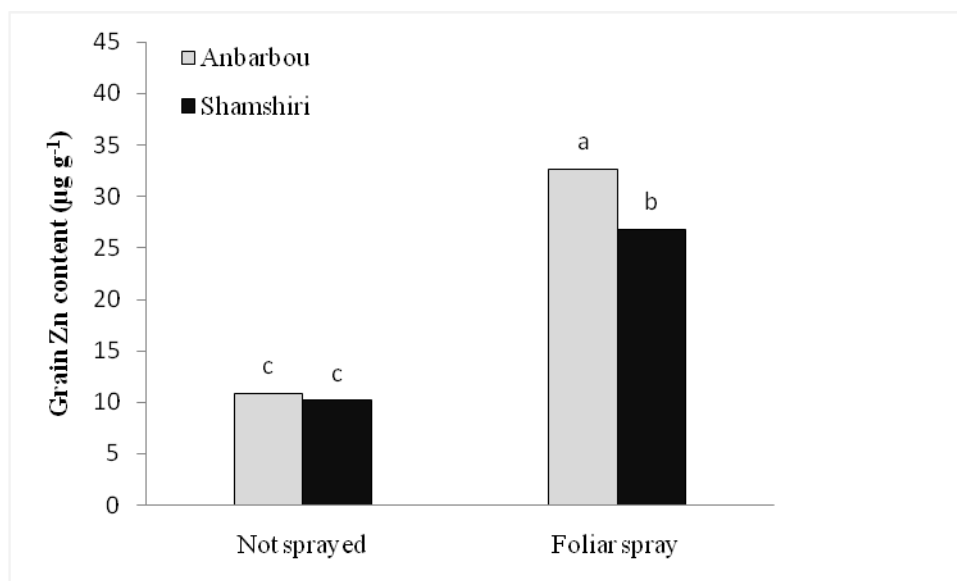 Grain Zn content (µg g⁻¹)
45
40
35
30
25
20
15
10
5
0
Anbarbou
Shamshiri
c
c
a
b
Not sprayed
Foliar spray